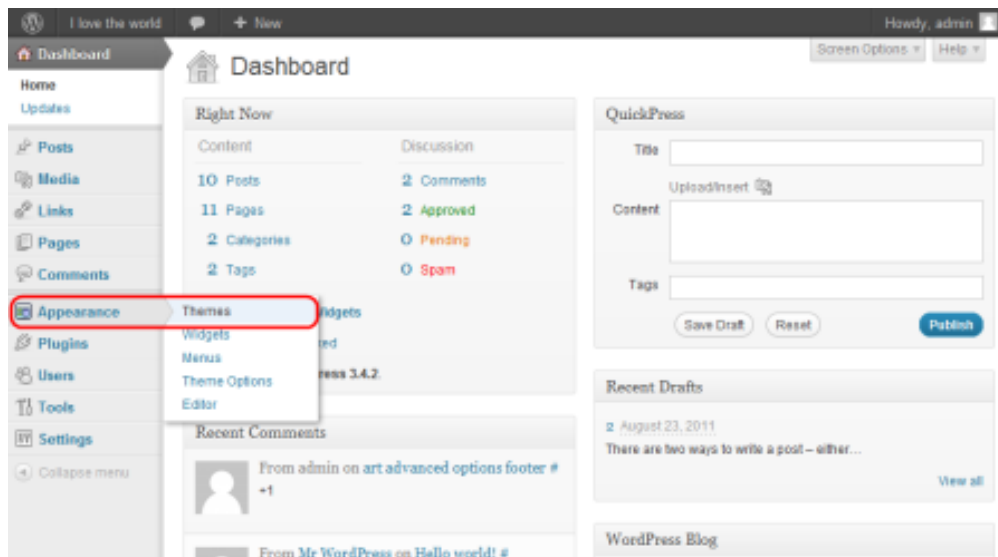 I love the world + New Howdy, admin
Dashboard
Home
Updates
Posts
Media
Links
Pages
Comments
Appearance
Plugins
Users
Tools
Settings
Collapse menu
Themes
Widgets
Menus
Theme Options
Editor
Screen Options Help
Dashboard
Right Now
Content Discussion
10 Posts 2 Comments
11 Pages 2 Approved
2 Categories 0 Pending
2 Tags 0 Spam
Widgets
3.4.2.
Recent Comments
From admin on art advanced options footer #
+1
From Mr WordPress on Hello world! #
QuickPress
Title
Upload/Insert
Content
Tags
Save Draft Reset Publish
Recent Drafts
2 August 23, 2011
There are two ways to write a post – either…
View all
WordPress Blog